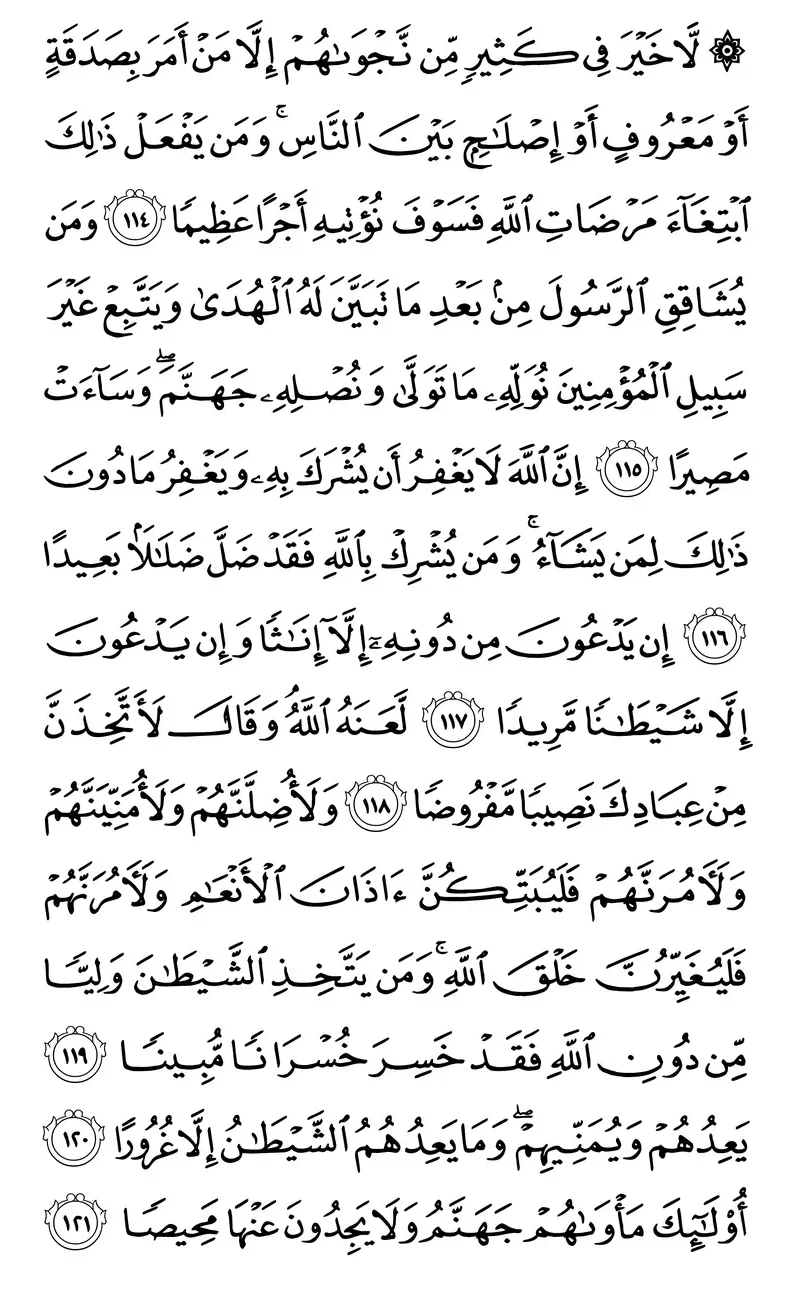 ۞ لَّا خَيْرَ فِي كَثِيرٍ مِّن نَّجْوَىٰهُمْ إِلَّا مَنْ أَمَرَ بِصَدَقَةٍ
أَوْ مَعْرُوفٍ أَوْ إِصْلَٰحٍۭ بَيْنَ ٱلنَّاسِۚ وَمَن يَفْعَلْ ذَٰلِكَ
ٱبْتِغَآءَ مَرْضَاتِ ٱللَّهِ فَسَوْفَ نُؤْتِيهِ أَجْرًا عَظِيمًا ١١٤ وَمَن
يُشَاقِقِ ٱلرَّسُولَ مِنۢ بَعْدِ مَا تَبَيَّنَ لَهُ ٱلْهُدَىٰ وَيَتَّبِعْ غَيْرَ
سَبِيلِ ٱلْمُؤْمِنِينَ نُوَلِّهِۦ مَا تَوَلَّىٰ وَنُصْلِهِۦ جَهَنَّمَۖ وَسَآءَتْ
مَصِيرًا ١١٥ إِنَّ ٱللَّهَ لَا يَغْفِرُ أَن يُشْرَكَ بِهِۦ وَيَغْفِرُ مَا دُونَ
ذَٰلِكَ لِمَن يَشَآءُۚ وَمَن يُشْرِكْ بِٱللَّهِ فَقَدْ ضَلَّ ضَلَٰلًۢا بَعِيدًا
١١٦ إِن يَدْعُونَ مِن دُونِهِۦٓ إِلَّآ إِنَٰثًا وَإِن يَدْعُونَ
إِلَّا شَيْطَٰنًا مَّرِيدًا ١١٧ لَّعَنَهُ ٱللَّهُۘ وَقَالَ لَأَتَّخِذَنَّ
مِنْ عِبَادِكَ نَصِيبًا مَّفْرُوضًا ١١٨ وَلَأُضِلَّنَّهُمْ وَلَأُمَنِّيَنَّهُمْ
وَلَءَامُرَنَّهُمْ فَلَيُبَتِّكُنَّ ءَاذَانَ ٱلْأَنْعَٰمِ وَلَءَامُرَنَّهُمْ
فَلَيُغَيِّرُنَّ خَلْقَ ٱللَّهِۚ وَمَن يَتَّخِذِ ٱلشَّيْطَٰنَ وَلِيًّا
مِّن دُونِ ٱللَّهِ فَقَدْ خَسِرَ خُسْرَانًا مُّبِينًا ١١٩
يَعِدُهُمْ وَيُمَنِّيهِمْۖ وَمَا يَعِدُهُمُ ٱلشَّيْطَٰنُ إِلَّا غُرُورًا ١٢٠
أُو۟لَٰٓئِكَ مَأْوَىٰهُمْ جَهَنَّمُ وَلَا يَجِدُونَ عَنْهَا مَحِيصًا ١٢١